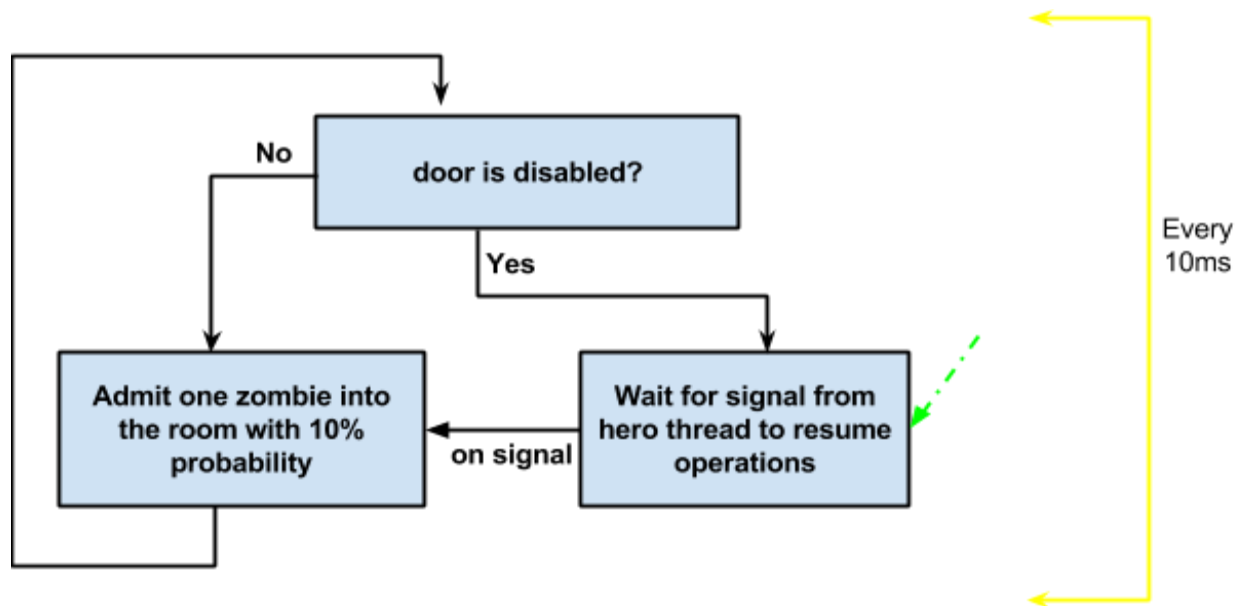 No
door is disabled?
Yes
Every
10ms
Admit one zombie into
the room with 10%
probability
on signal
Wait for signal from
hero thread to resume
operations